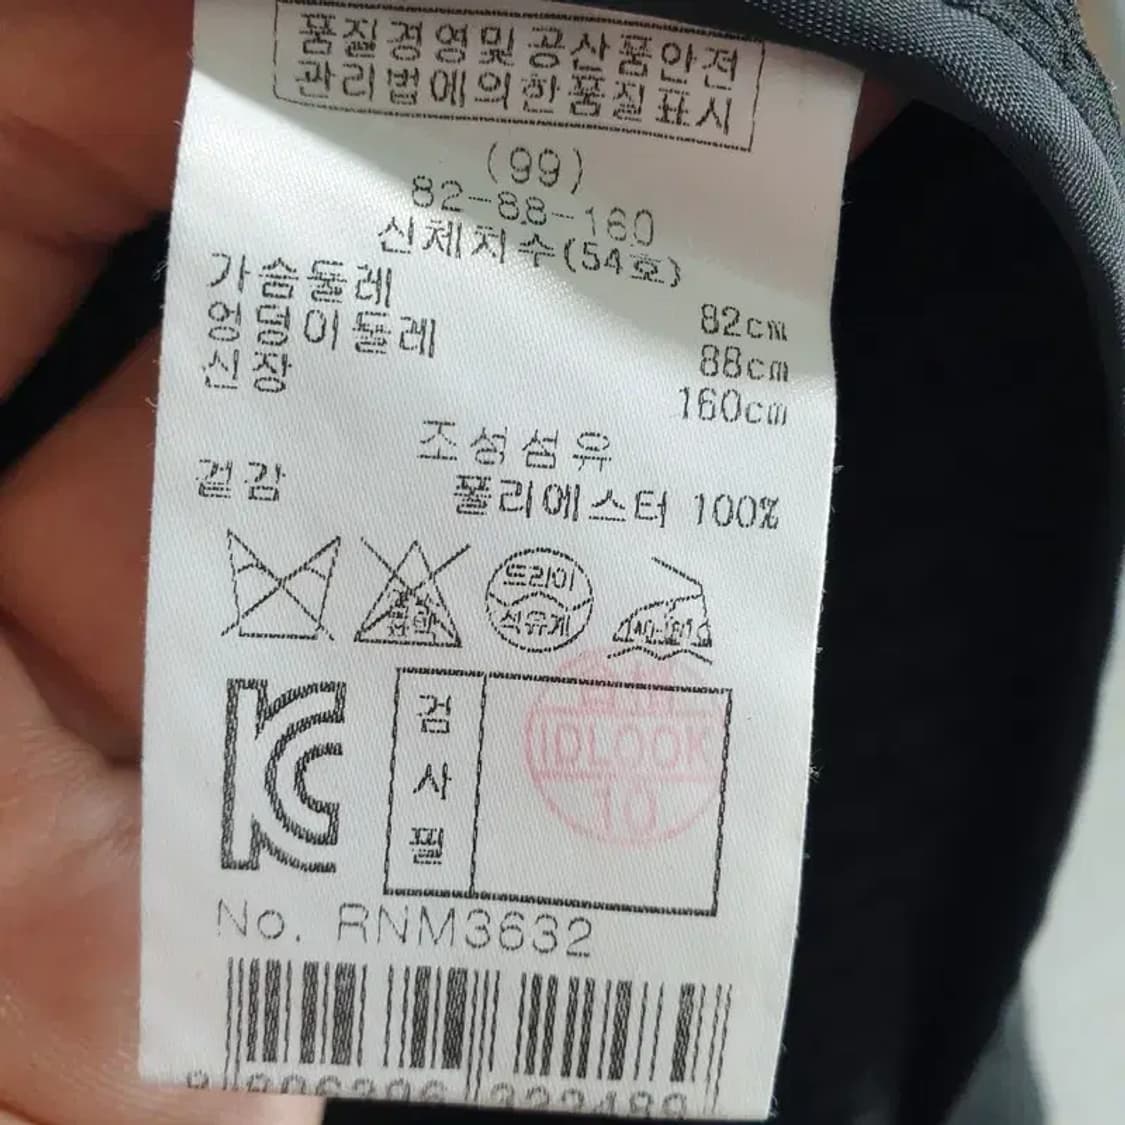 품질경영및공산품안전
관리법에의한품질표시
(99)
82-88-160
신체치수(54호)
가슴둘레 82cm
엉덩이둘레 88cm
신장 160cm
조성섬유
겉감 폴리에스터 100%
드라이
석유계
검사필
IDLOOK
10
No. RNM3632